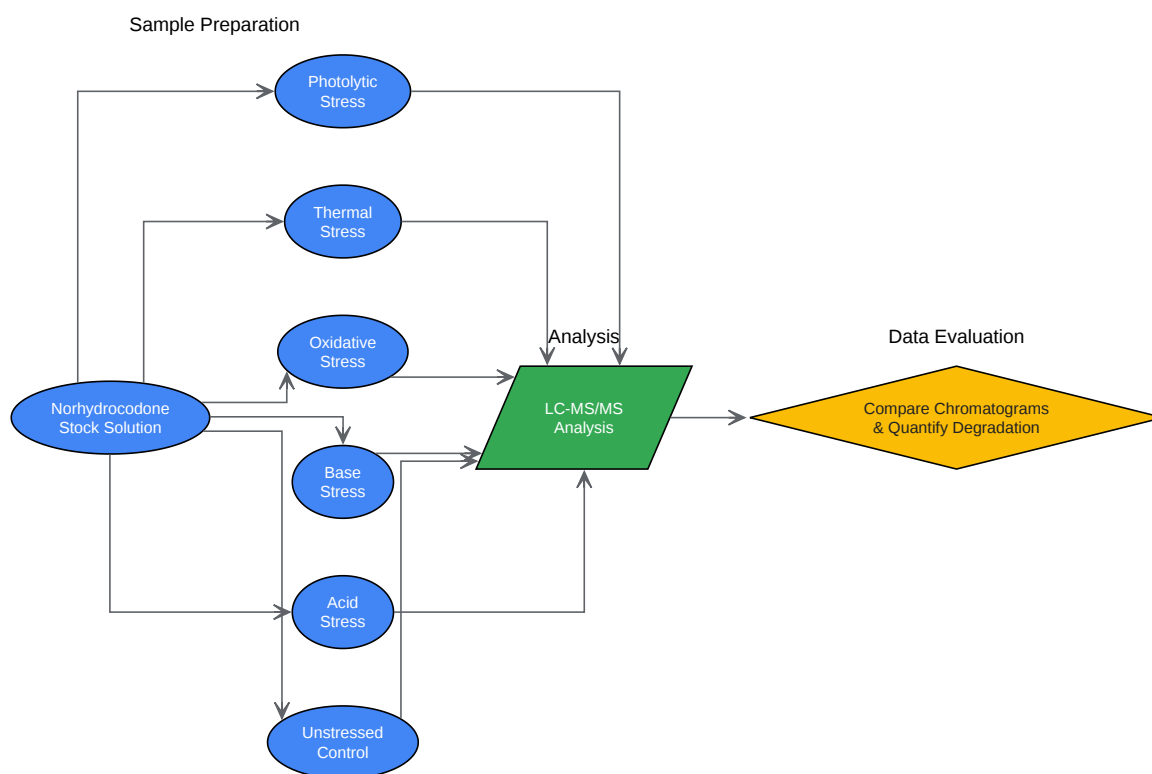 Sample Preparation
Photolytic
Stress
Thermal
Stress
Oxidative
Stress
Analysis
Data Evaluation
Norhydrocodone
Stock Solution
LC-MS/MS
Analysis
Compare Chromatograms
& Quantify Degradation
Base
Stress
Acid
Stress
Unstressed
Control